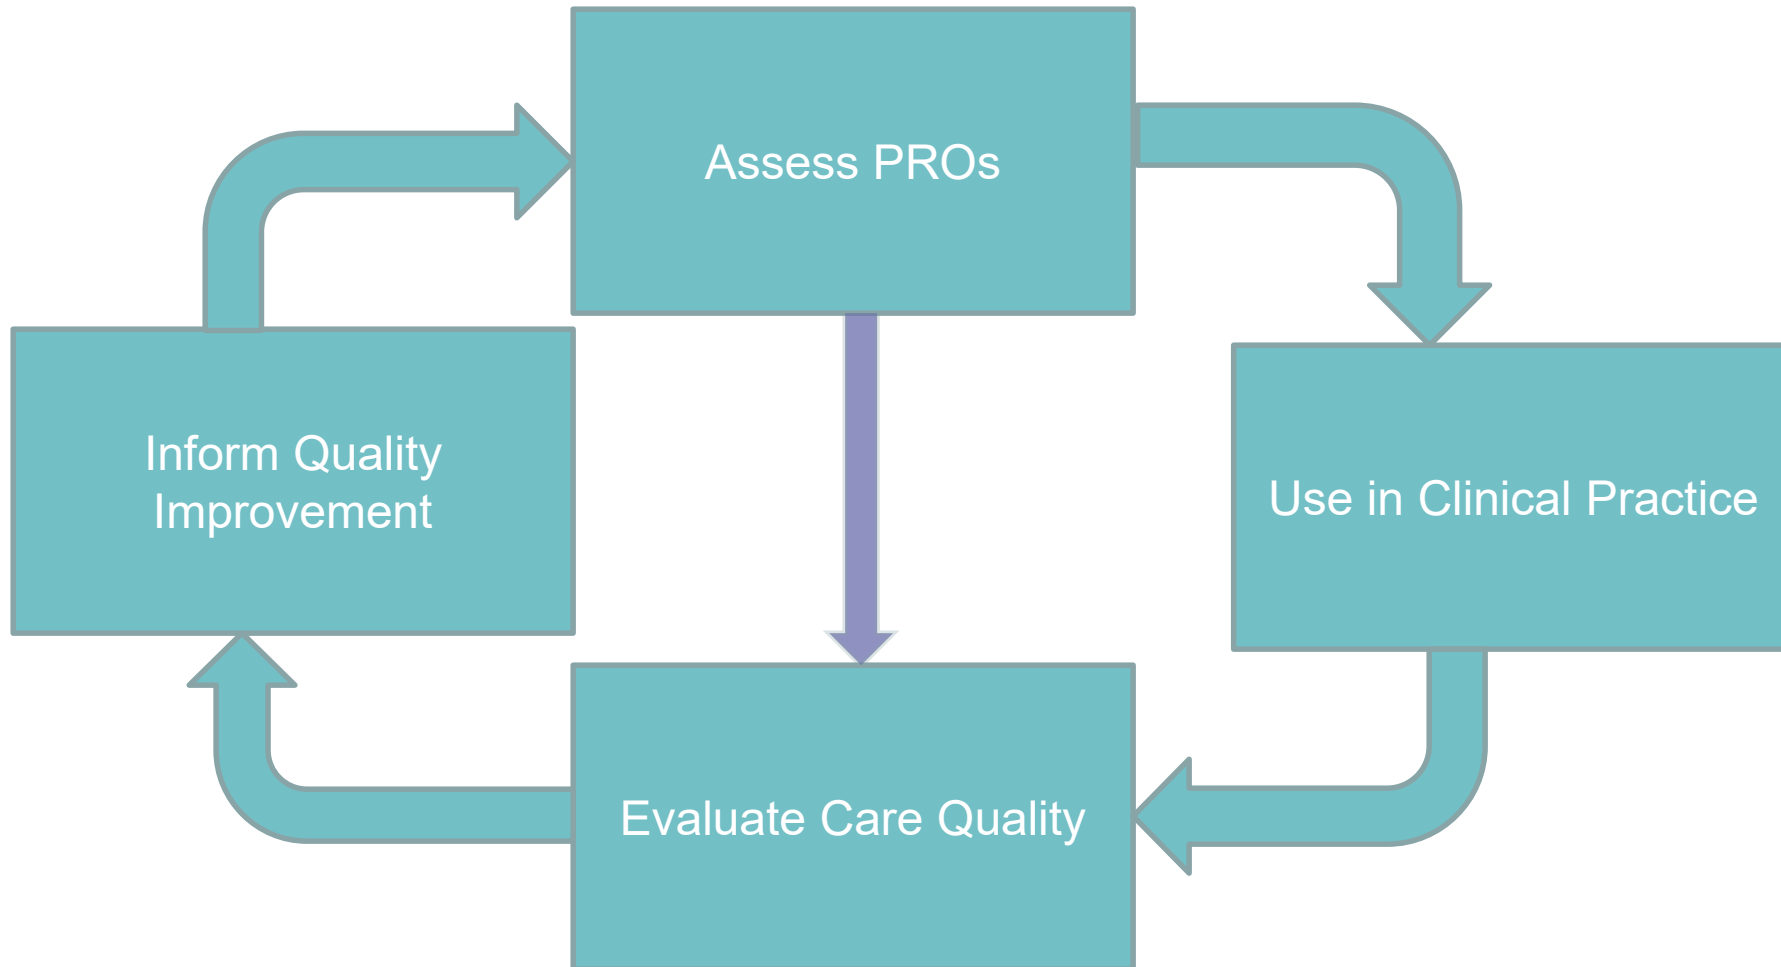 Assess PROs
Inform Quality
Improvement
Use in Clinical Practice
Evaluate Care Quality